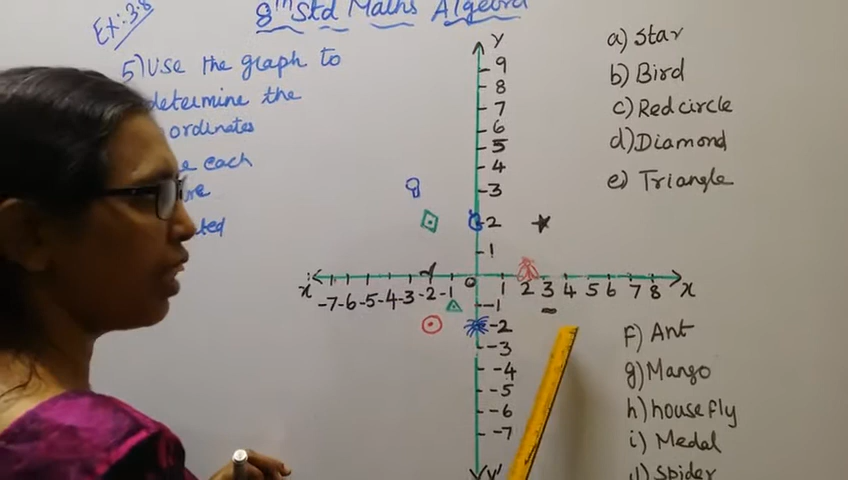 Ex:3.8
8th Std Maths Algebra
5) Use the graph to
determine the
ordinates
each
Y
9
8
7
6
5
4
3
2
1
x -7 -6 -5 -4 -3 -2 -1 0 1 2 3 4 5 6 7 8 x
-1
-2
-3
-4
-5
-6
-7
Y'
a) Star
b) Bird
c) Red circle
d) Diamond
e) Triangle
f) Ant
g) Mango
h) housefly
i) Medal
j) Spider